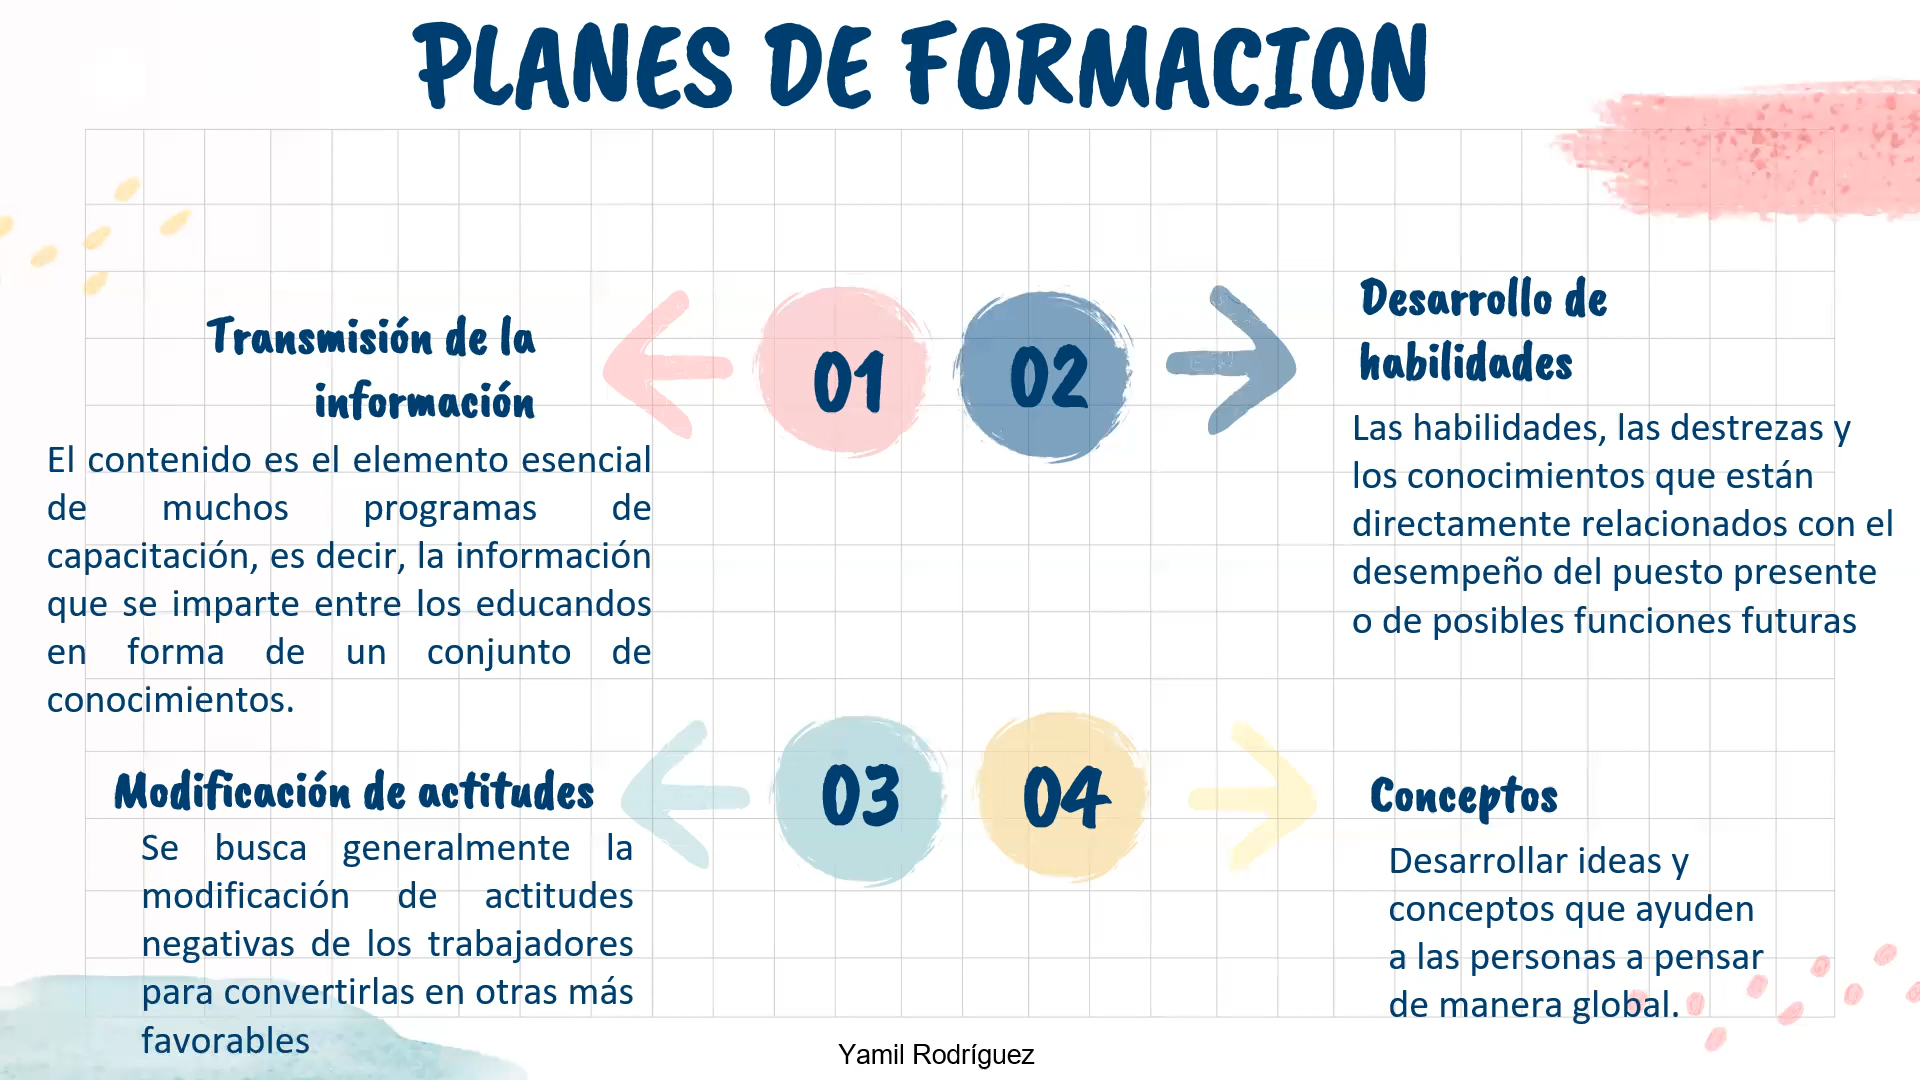 PLANES DE FORMACION
01
Transmisión de la
información
El contenido es el elemento esencial
de muchos programas de
capacitación, es decir, la información
que se imparte entre los educandos
en forma de un conjunto de
conocimientos.
02
Desarrollo de
habilidades
Las habilidades, las destrezas y
los conocimientos que están
directamente relacionados con el
desempeño del puesto presente
o de posibles funciones futuras
03
Modificación de actitudes
Se busca generalmente la
modificación de actitudes
negativas de los trabajadores
para convertirlas en otras más
favorables
04
Conceptos
Desarrollar ideas y
conceptos que ayuden
a las personas a pensar
de manera global.
Yamil Rodríguez